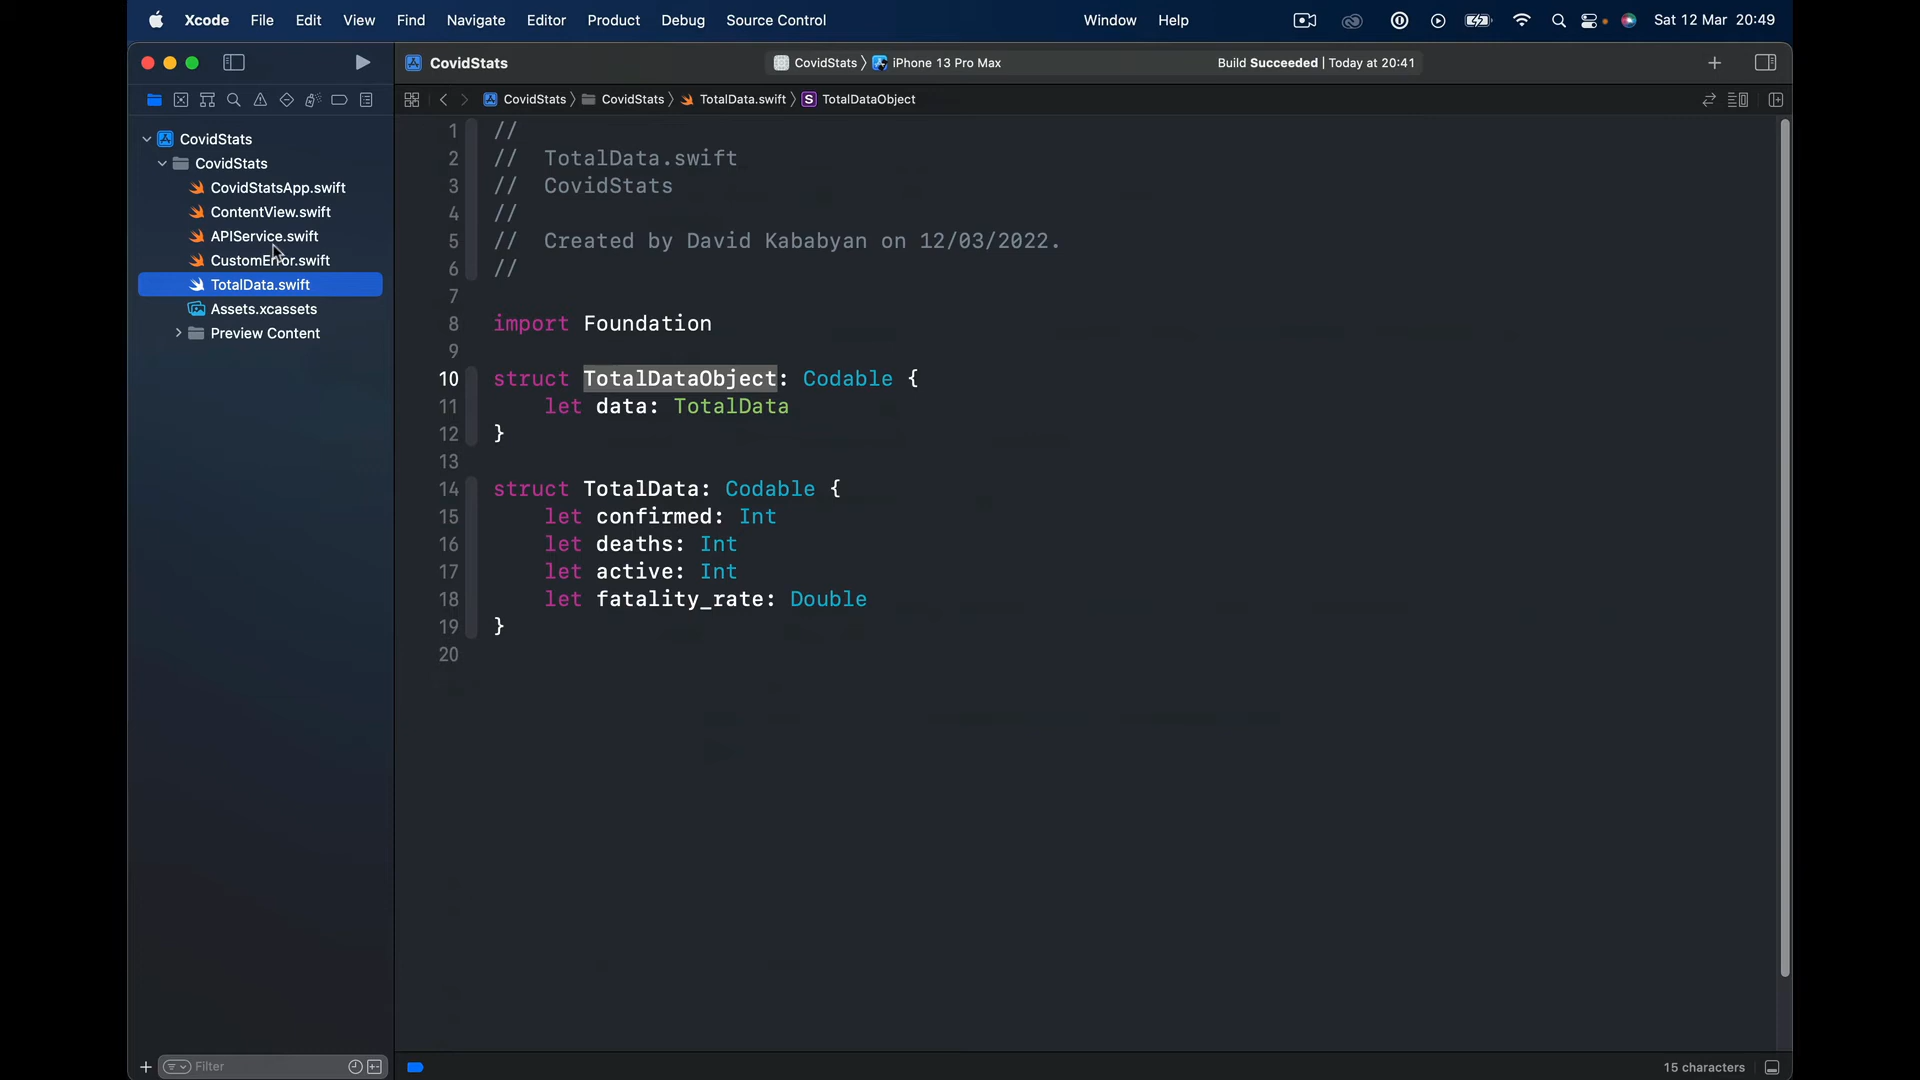 Xcode File Edit View Find Navigate Editor Product Debug Source Control Window Help Sat 12 Mar 20:49
CovidStats CovidStats iPhone 13 Pro Max Build Succeeded | Today at 20:41
CovidStats CovidStats TotalData.swift S TotalDataObject
CovidStats
CovidStats
CovidStatsApp.swift
ContentView.swift
APIService.swift
CustomError.swift
TotalData.swift
Assets.xcassets
Preview Content
1 //
2 // TotalData.swift
3 // CovidStats
4 //
5 // Created by David Kababyan on 12/03/2022.
6 //
7
8 import Foundation
9
10 struct TotalDataObject: Codable {
11 let data: TotalData
12 }
13
14 struct TotalData: Codable {
15 let confirmed: Int
16 let deaths: Int
17 let active: Int
18 let fatality_rate: Double
19 }
20
Filter
15 characters